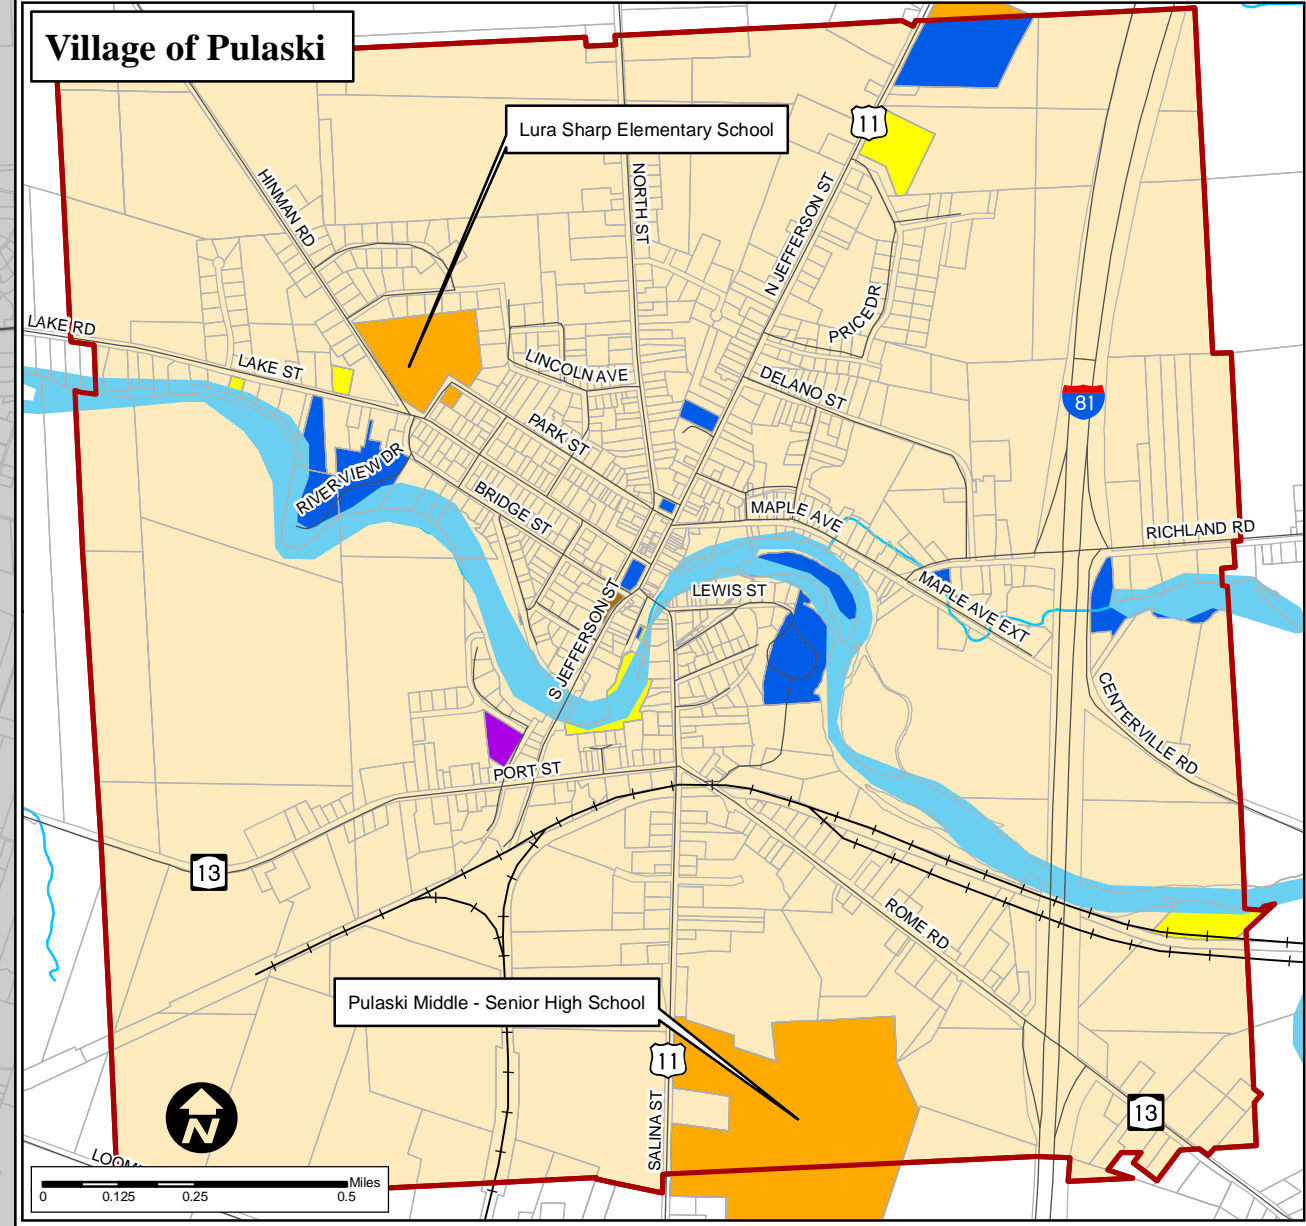 Village of Pulaski
11
Lura Sharp Elementary School
HINMAN RD
NORTH ST
N JEFFERSON ST
PRICEDR
LAKE RD
LAKE ST
LINCOLN AVE
DELANO ST
81
PARK ST
RIVERVIEW DR
BRIDGE ST
MAPLE AVE
RICHLAND RD
LEWIS ST
MAPLE AVE EXT
S JEFFERSON ST
CENTERVILLE RD
PORT ST
13
ROME RD
Pulaski Middle - Senior High School
11
13
N
SALINA ST
Miles
0 0.125 0.25 0.5